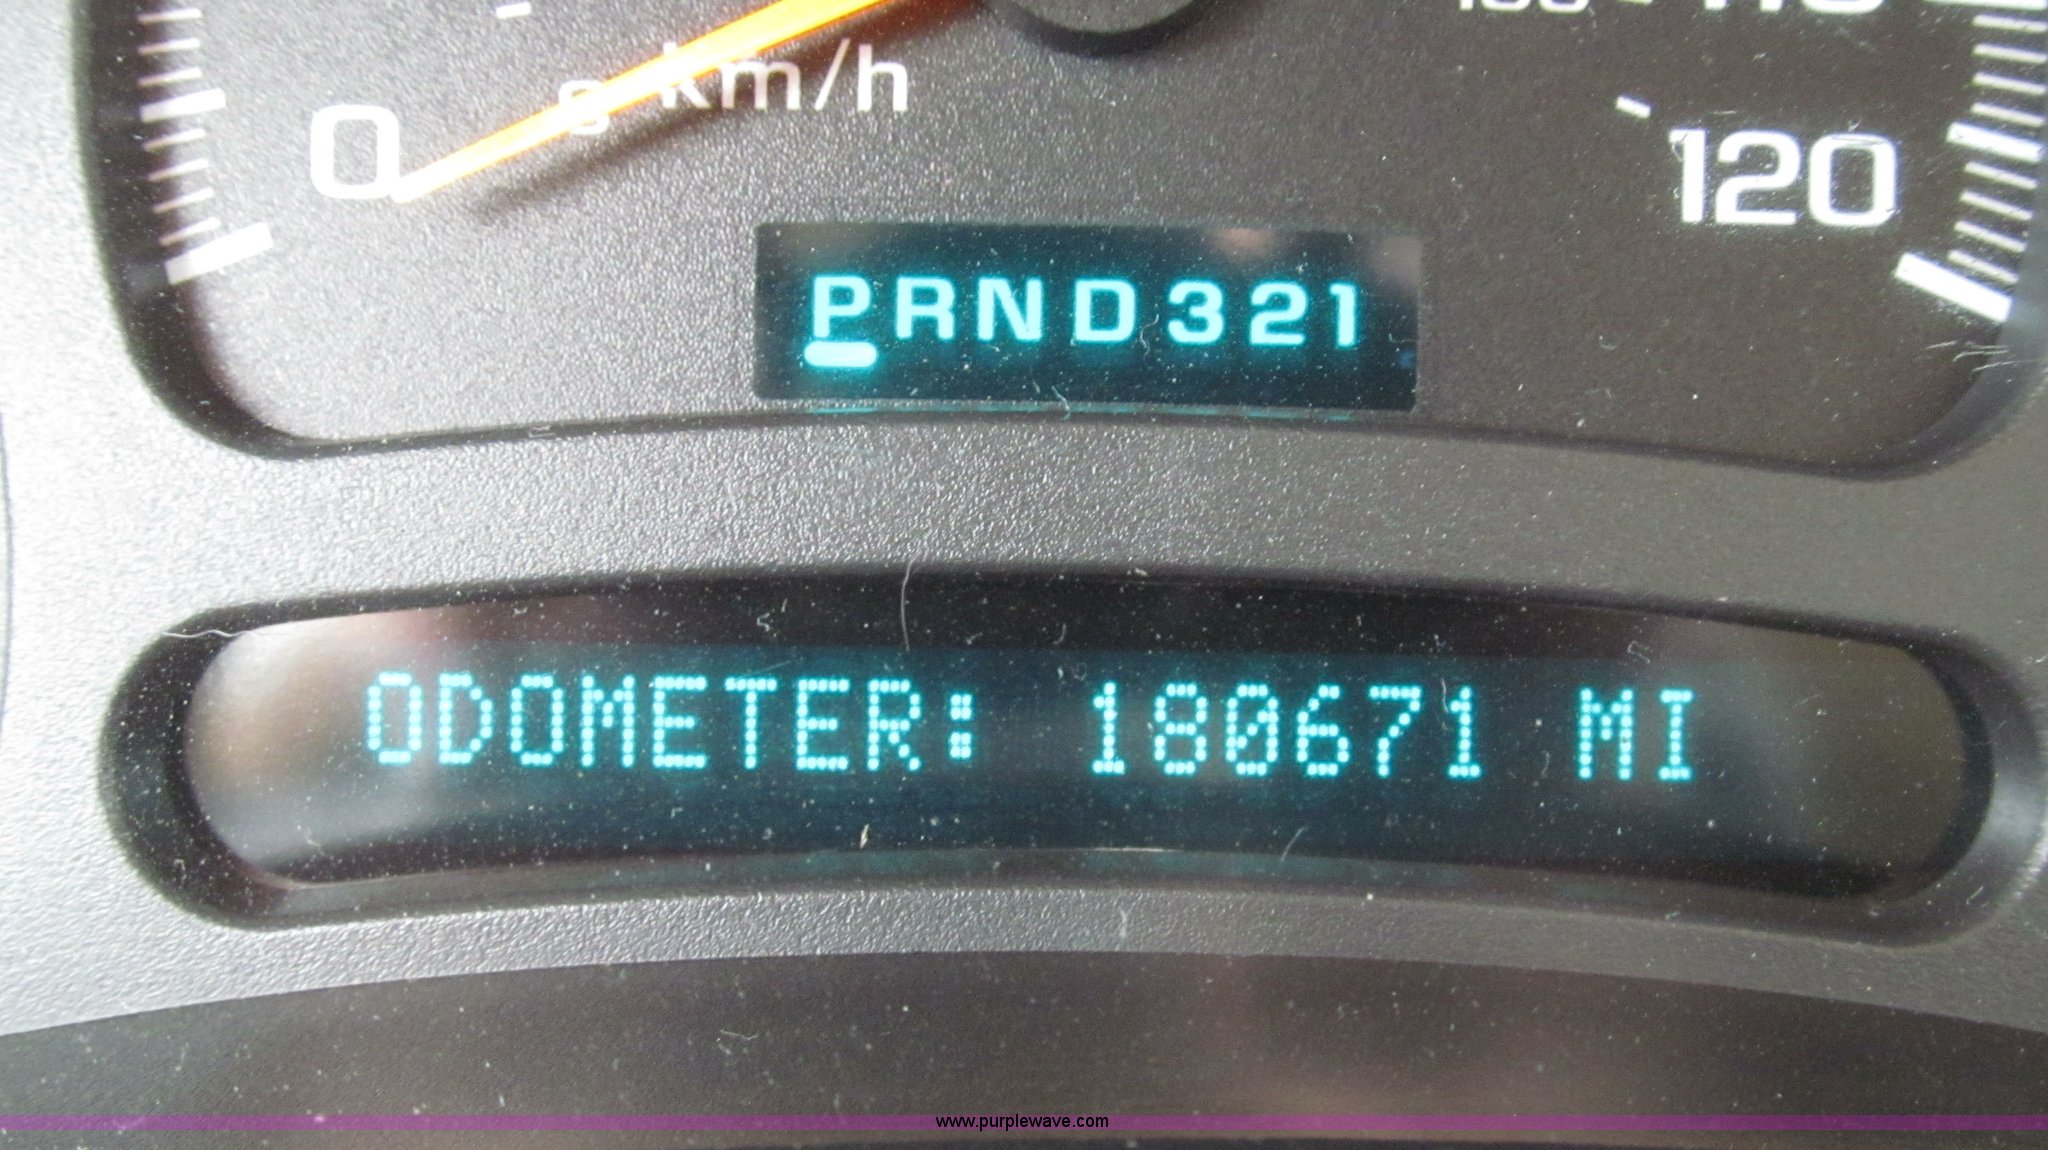 km/h
0
120
PRND321
ODOMETER: 180671 MI
www.purplewave.com